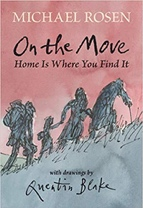 MICHAEL ROSEN
On the Move
Home Is Where You Find It
with drawings by
Quentin Blake